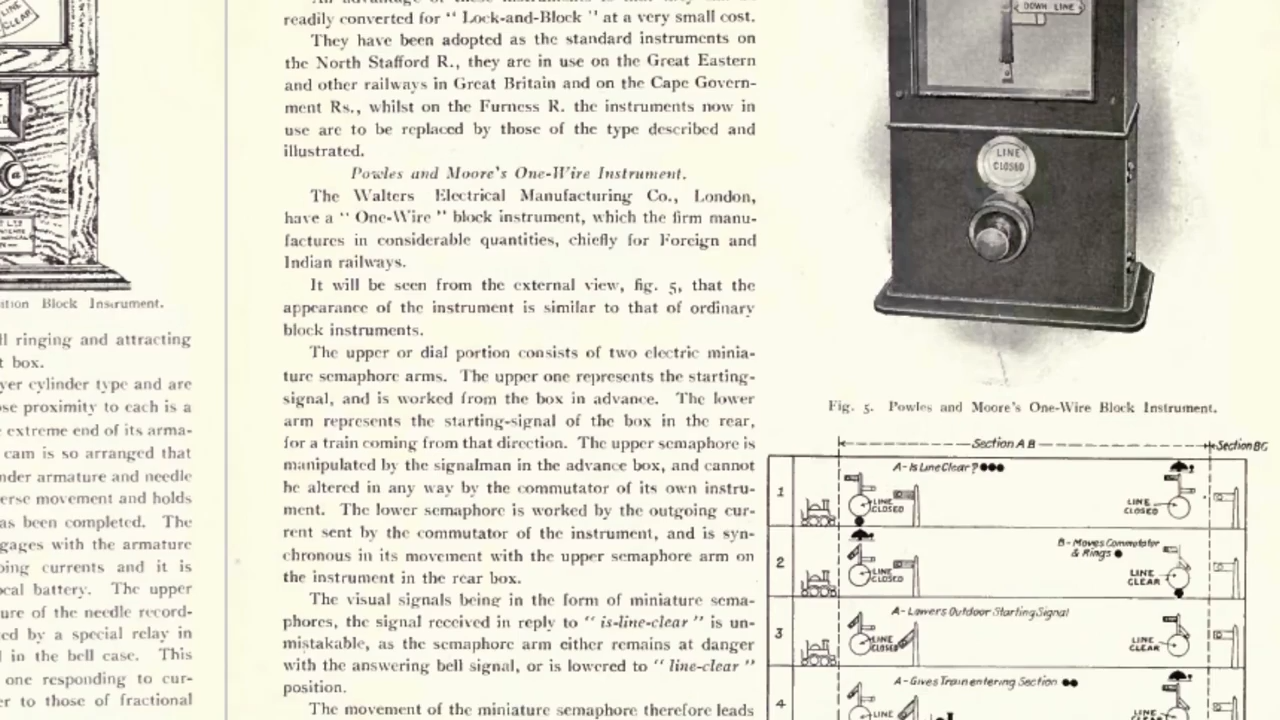 LINE
CLEAR
ition Block Instrument.
ll ringing and attracting
t box.
yer cylinder type and are
ose proximity to each is a
extreme end of its arma-
cam is so arranged that
nder armature and needle
erse movement and holds
as been completed. The
gages with the armature
oing currents and it is
ocal battery. The upper
ure of the needle record-
ed by a special relay in
l in the bell case. This
one responding to cur-
er to those of fractional
readily converted for " Lock-and-Block " at a very small cost.
They have been adopted as the standard instruments on
the North Stafford R., they are in use on the Great Eastern
and other railways in Great Britain and on the Cape Govern-
ment Rs., whilst on the Furness R. the instruments now in
use are to be replaced by those of the type described and
illustrated.
Powles and Moore's One-Wire Instrument.
The Walters Electrical Manufacturing Co., London,
have a " One-Wire " block instrument, which the firm manu-
factures in considerable quantities, chiefly for Foreign and
Indian railways.
It will be seen from the external view, fig. 5, that the
appearance of the instrument is similar to that of ordinary
block instruments.
The upper or dial portion consists of two electric minia-
ture semaphore arms. The upper one represents the starting-
signal, and is worked from the box in advance. The lower
arm represents the starting-signal of the box in the rear,
for a train coming from that direction. The upper semaphore is
manipulated by the signalman in the advance box, and cannot
be altered in any way by the commutator of its own instru-
ment. The lower semaphore is worked by the outgoing cur-
rent sent by the commutator of the instrument, and is syn-
chronous in its movement with the upper semaphore arm on
the instrument in the rear box.
The visual signals being in the form of miniature sema-
phores, the signal received in reply to " is-line-clear " is un-
mistakable, as the semaphore arm either remains at danger
with the answering bell signal, or is lowered to " line-clear "
position.
The movement of the miniature semaphore therefore leads
DOWN LINE
LINE
CLOSED
Fig. 5. Powles and Moore's One-Wire Block Instrument.
Section A B
Section BC
1
A - Is Line Clear ?
LINE
CLOSED
LINE
CLOSED
2
B - Moves Commutator
& Rings
LINE
CLOSED
LINE
CLEAR
3
A - Lowers Outdoor Starting Signal
LINE
CLOSED
LINE
CLEAR
4
A - Gives Train entering Section
LINE
LINE